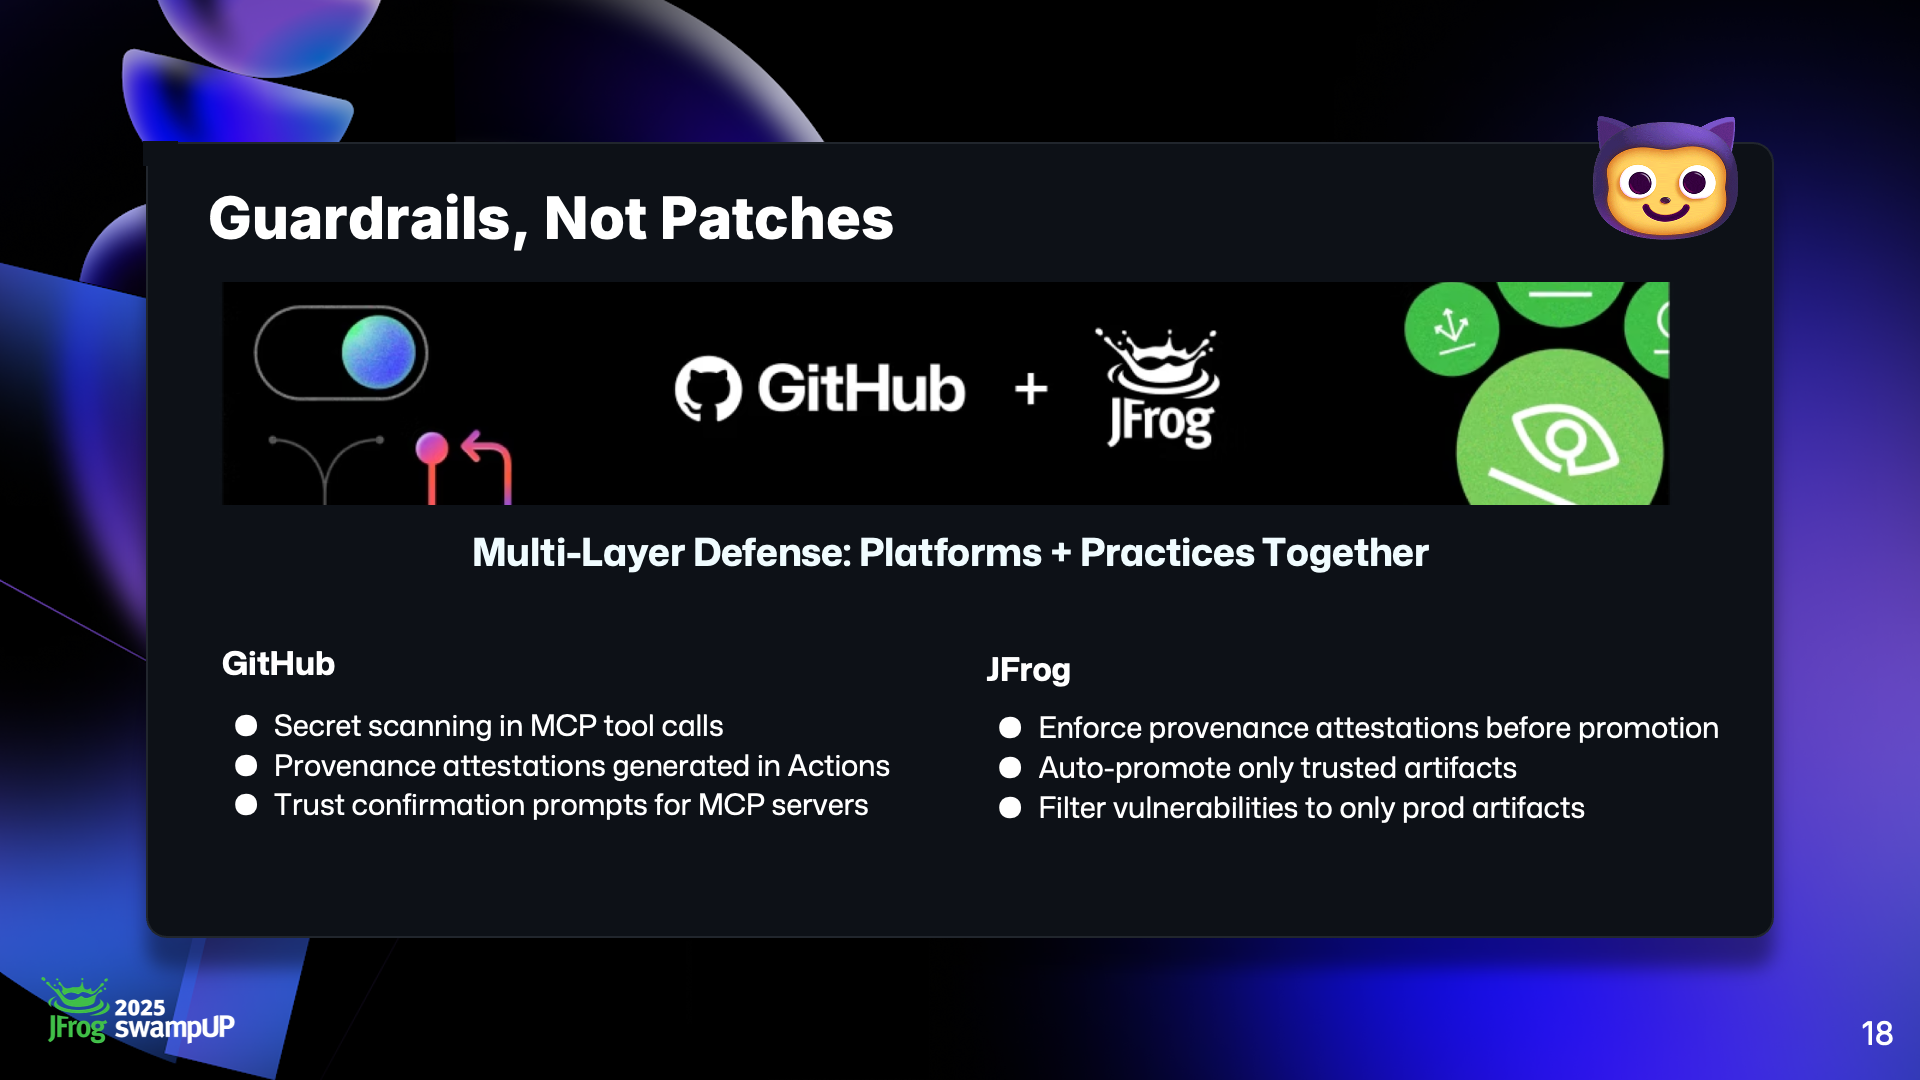 Guardrails, Not Patches
GitHub + JFrog
Multi-Layer Defense: Platforms + Practices Together
GitHub
● Secret scanning in MCP tool calls
● Provenance attestations generated in Actions
● Trust confirmation prompts for MCP servers
JFrog
● Enforce provenance attestations before promotion
● Auto-promote only trusted artifacts
● Filter vulnerabilities to only prod artifacts
JFrog 2025
swampUP
18